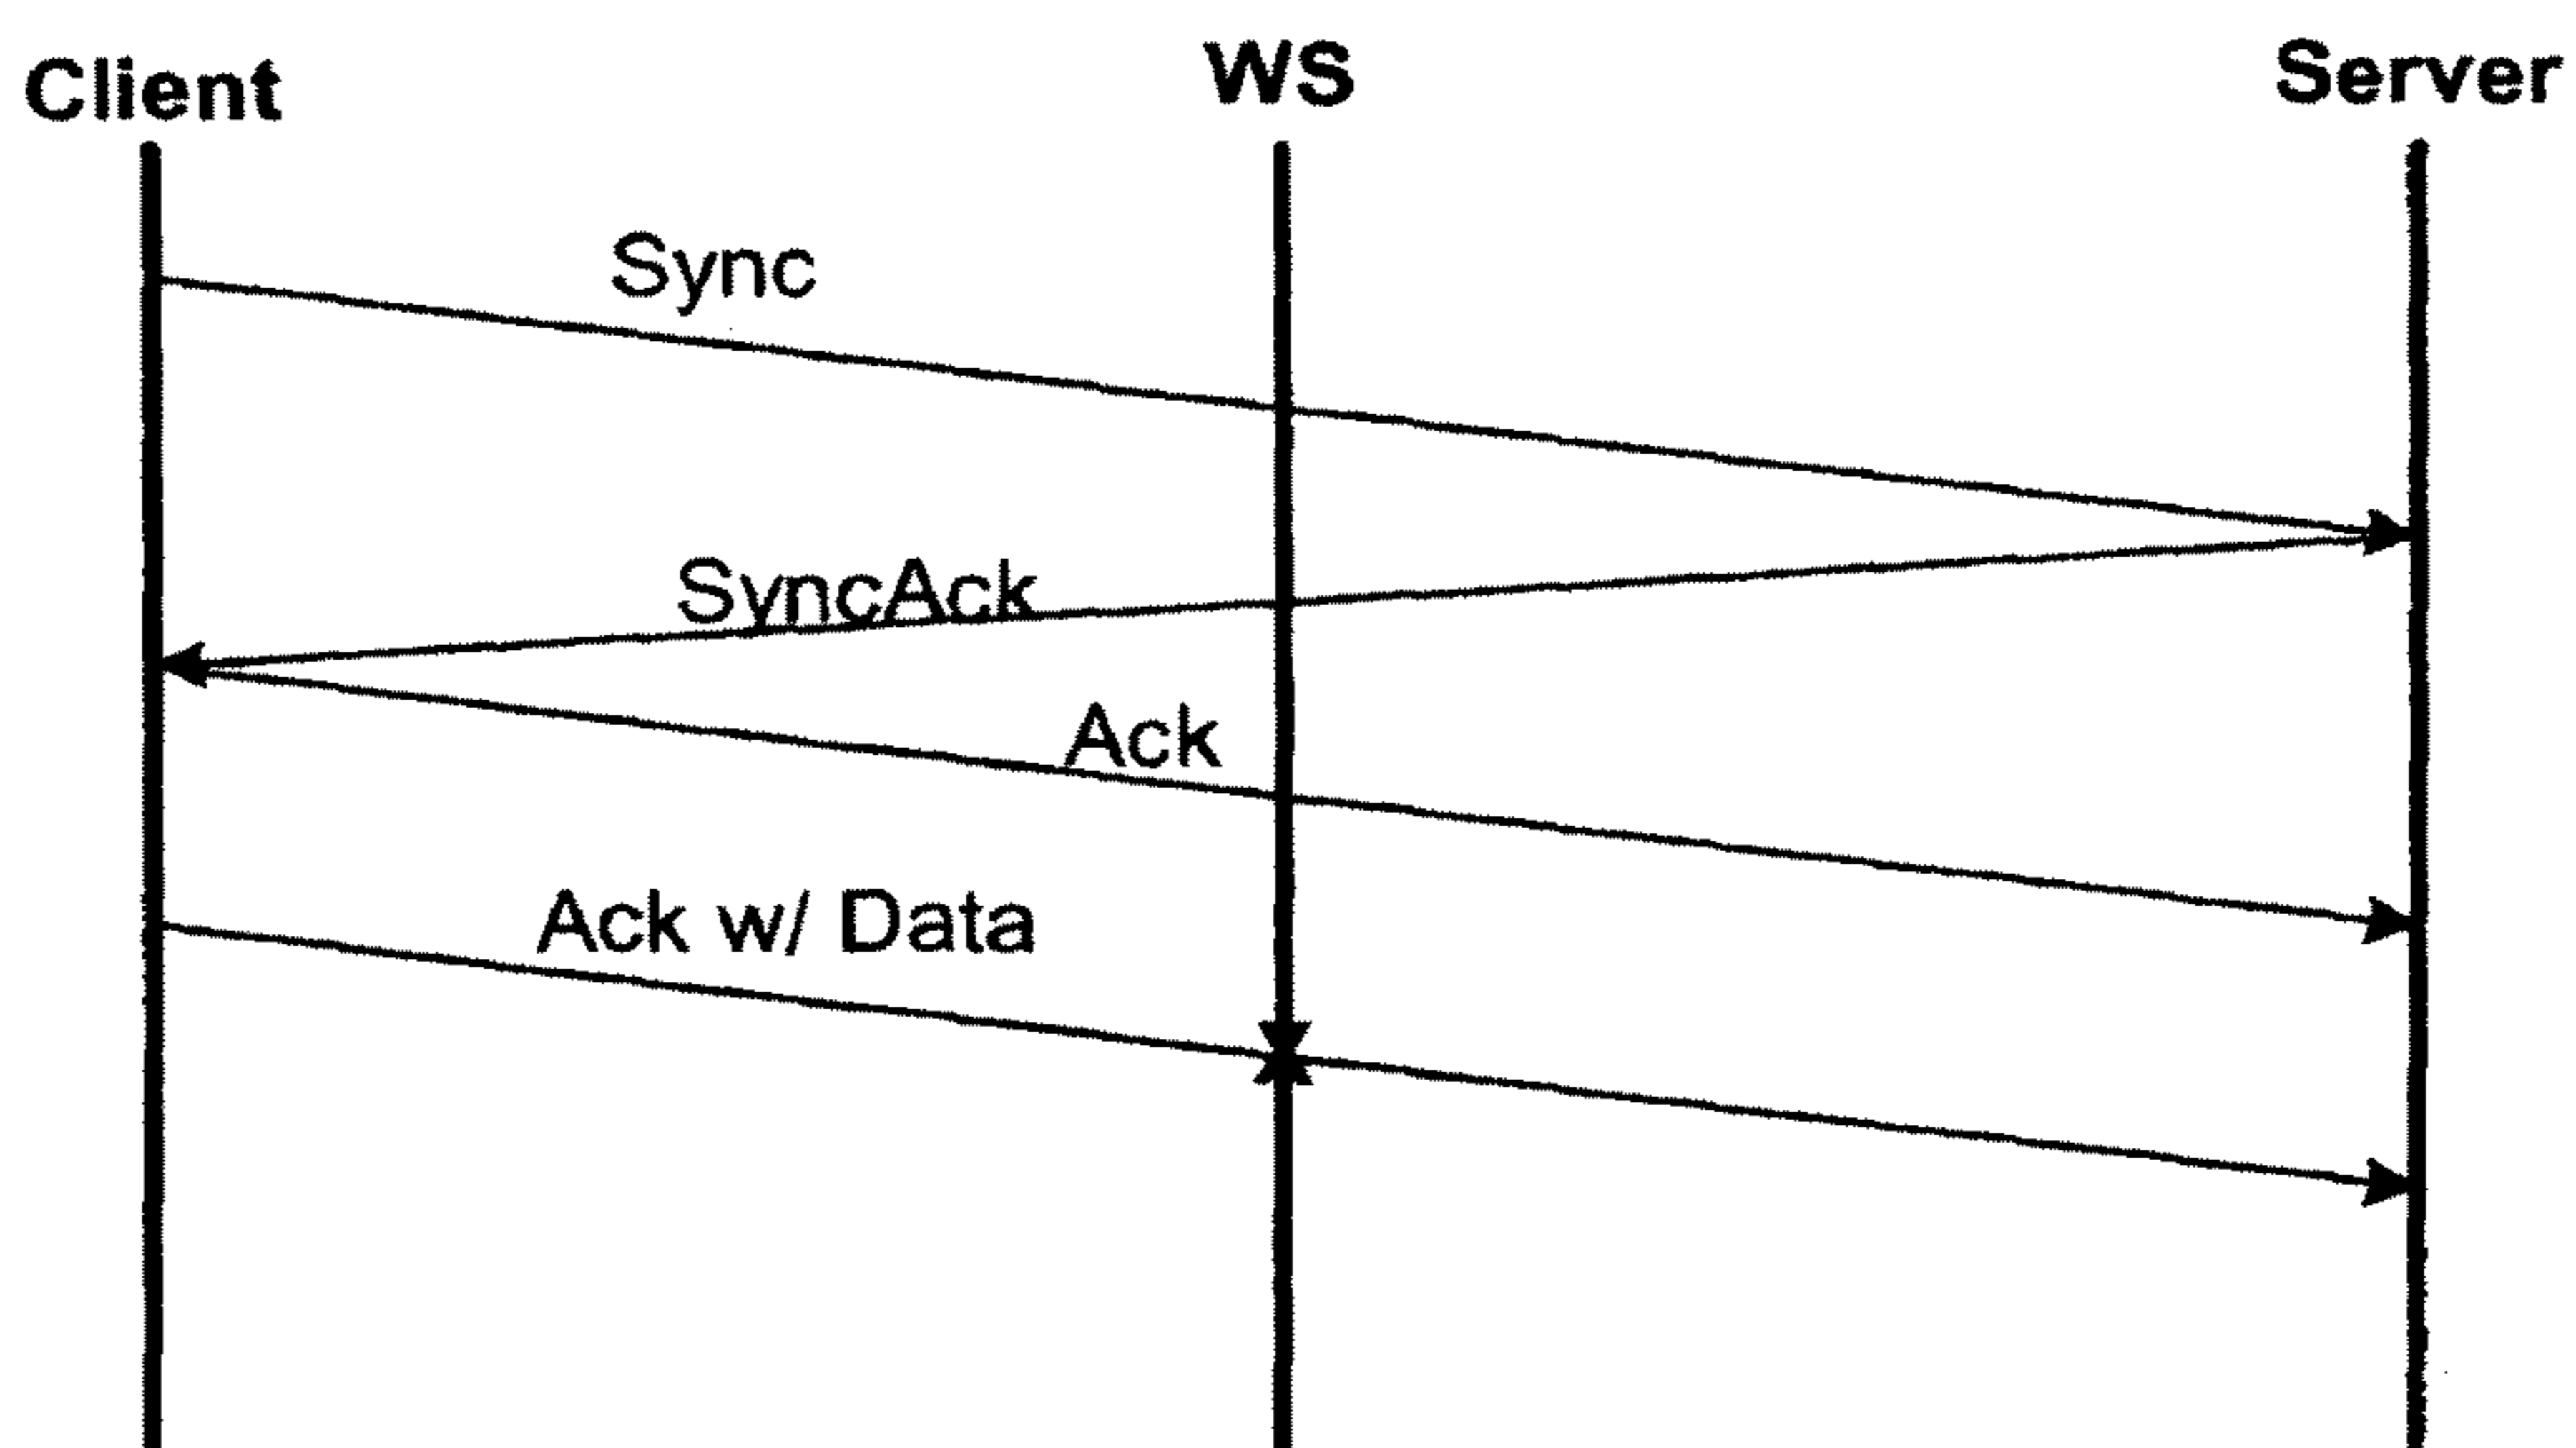 Client
WS
Server
Sync
SyncAck
Ack
Ack w/ Data